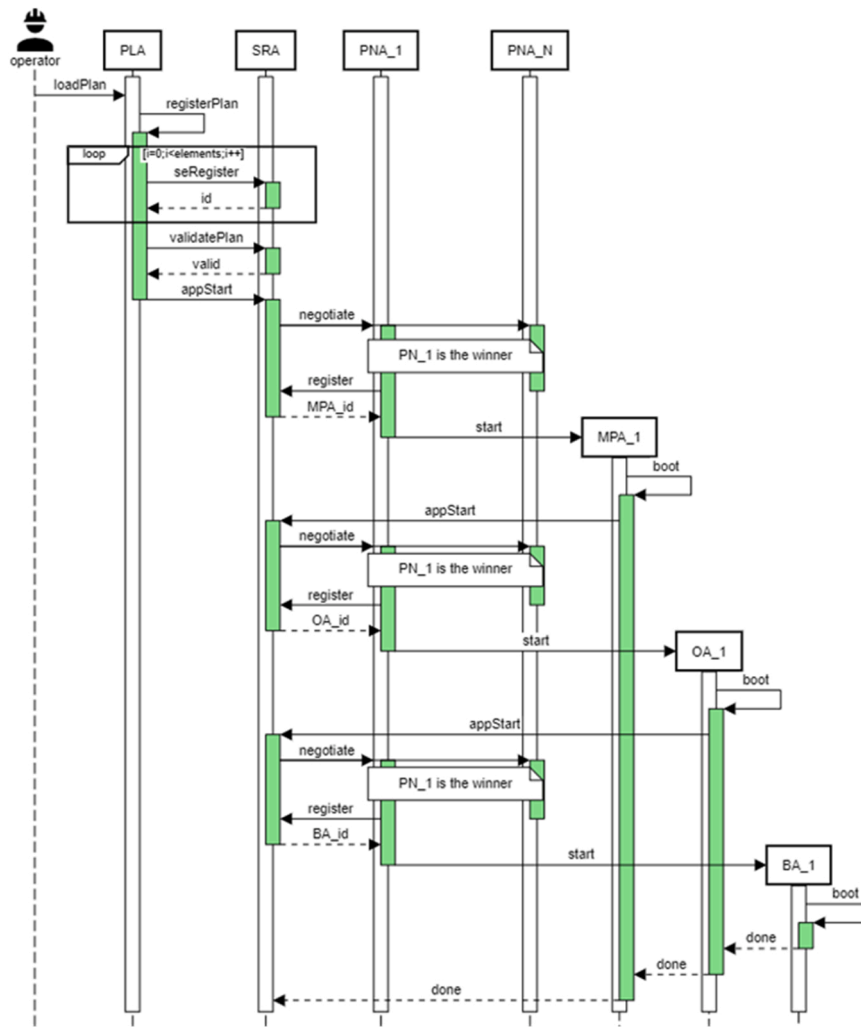 operator
PLA
SRA
PNA_1
PNA_N
loadPlan
registerPlan
loop
[i=0;i<elements;i++]
seRegister
id
validatePlan
valid
appStart
negotiate
PN_1 is the winner
register
MPA_id
start
MPA_1
boot
appStart
negotiate
PN_1 is the winner
register
OA_id
start
OA_1
boot
appStart
negotiate
PN_1 is the winner
register
BA_id
start
BA_1
boot
done
done
done